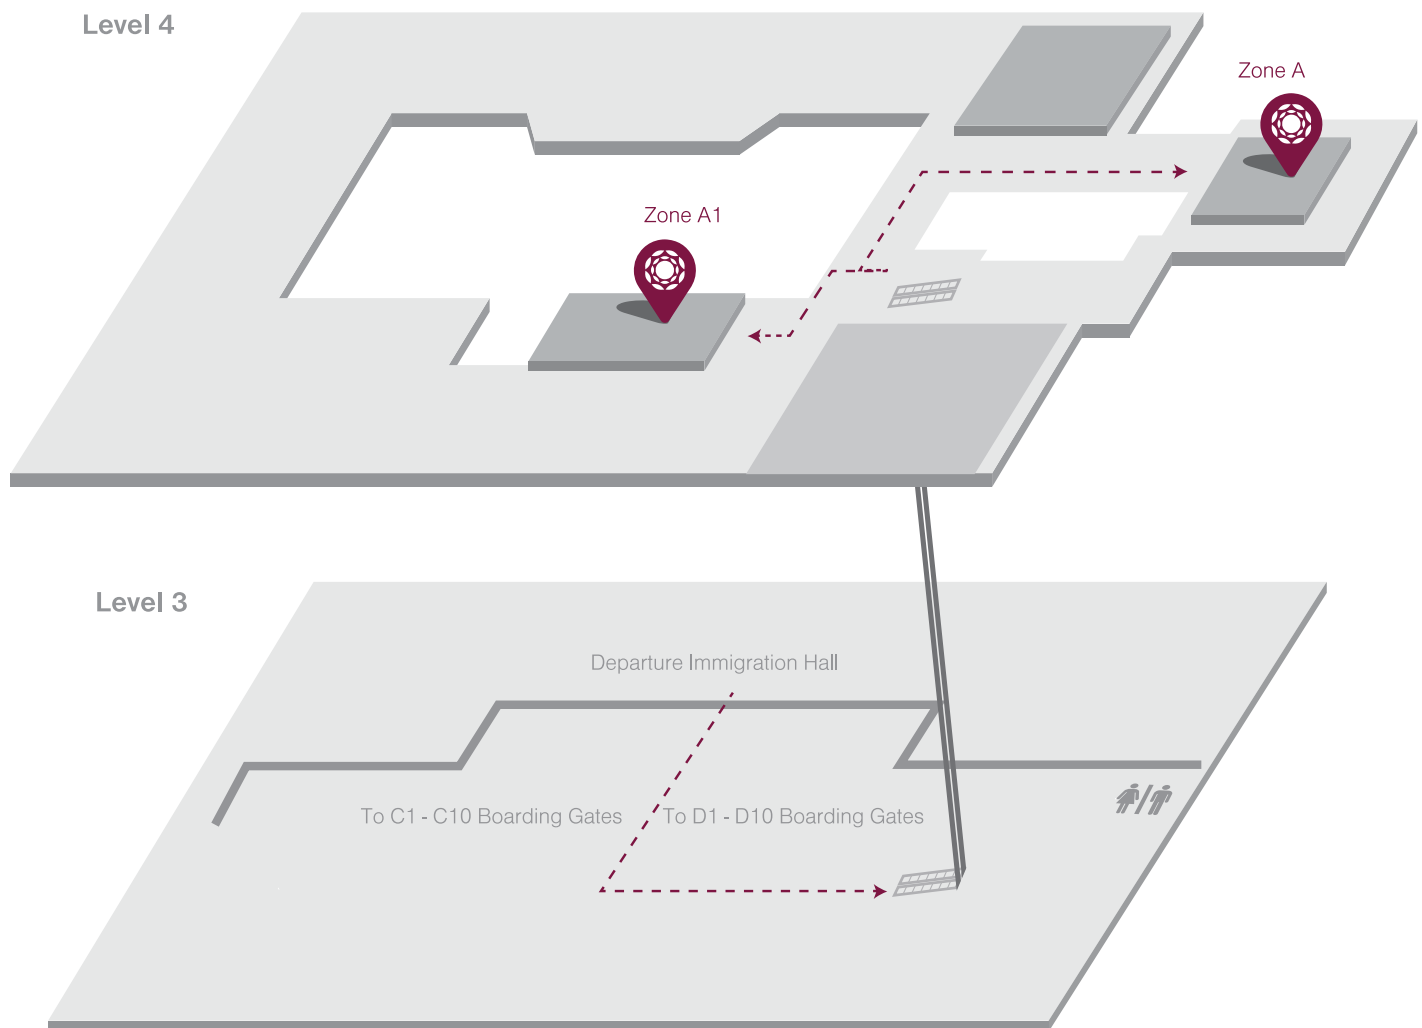 Level 4
Zone A
Zone A1
Level 3
Departure Immigration Hall
To C1 - C10 Boarding Gates
To D1 - D10 Boarding Gates